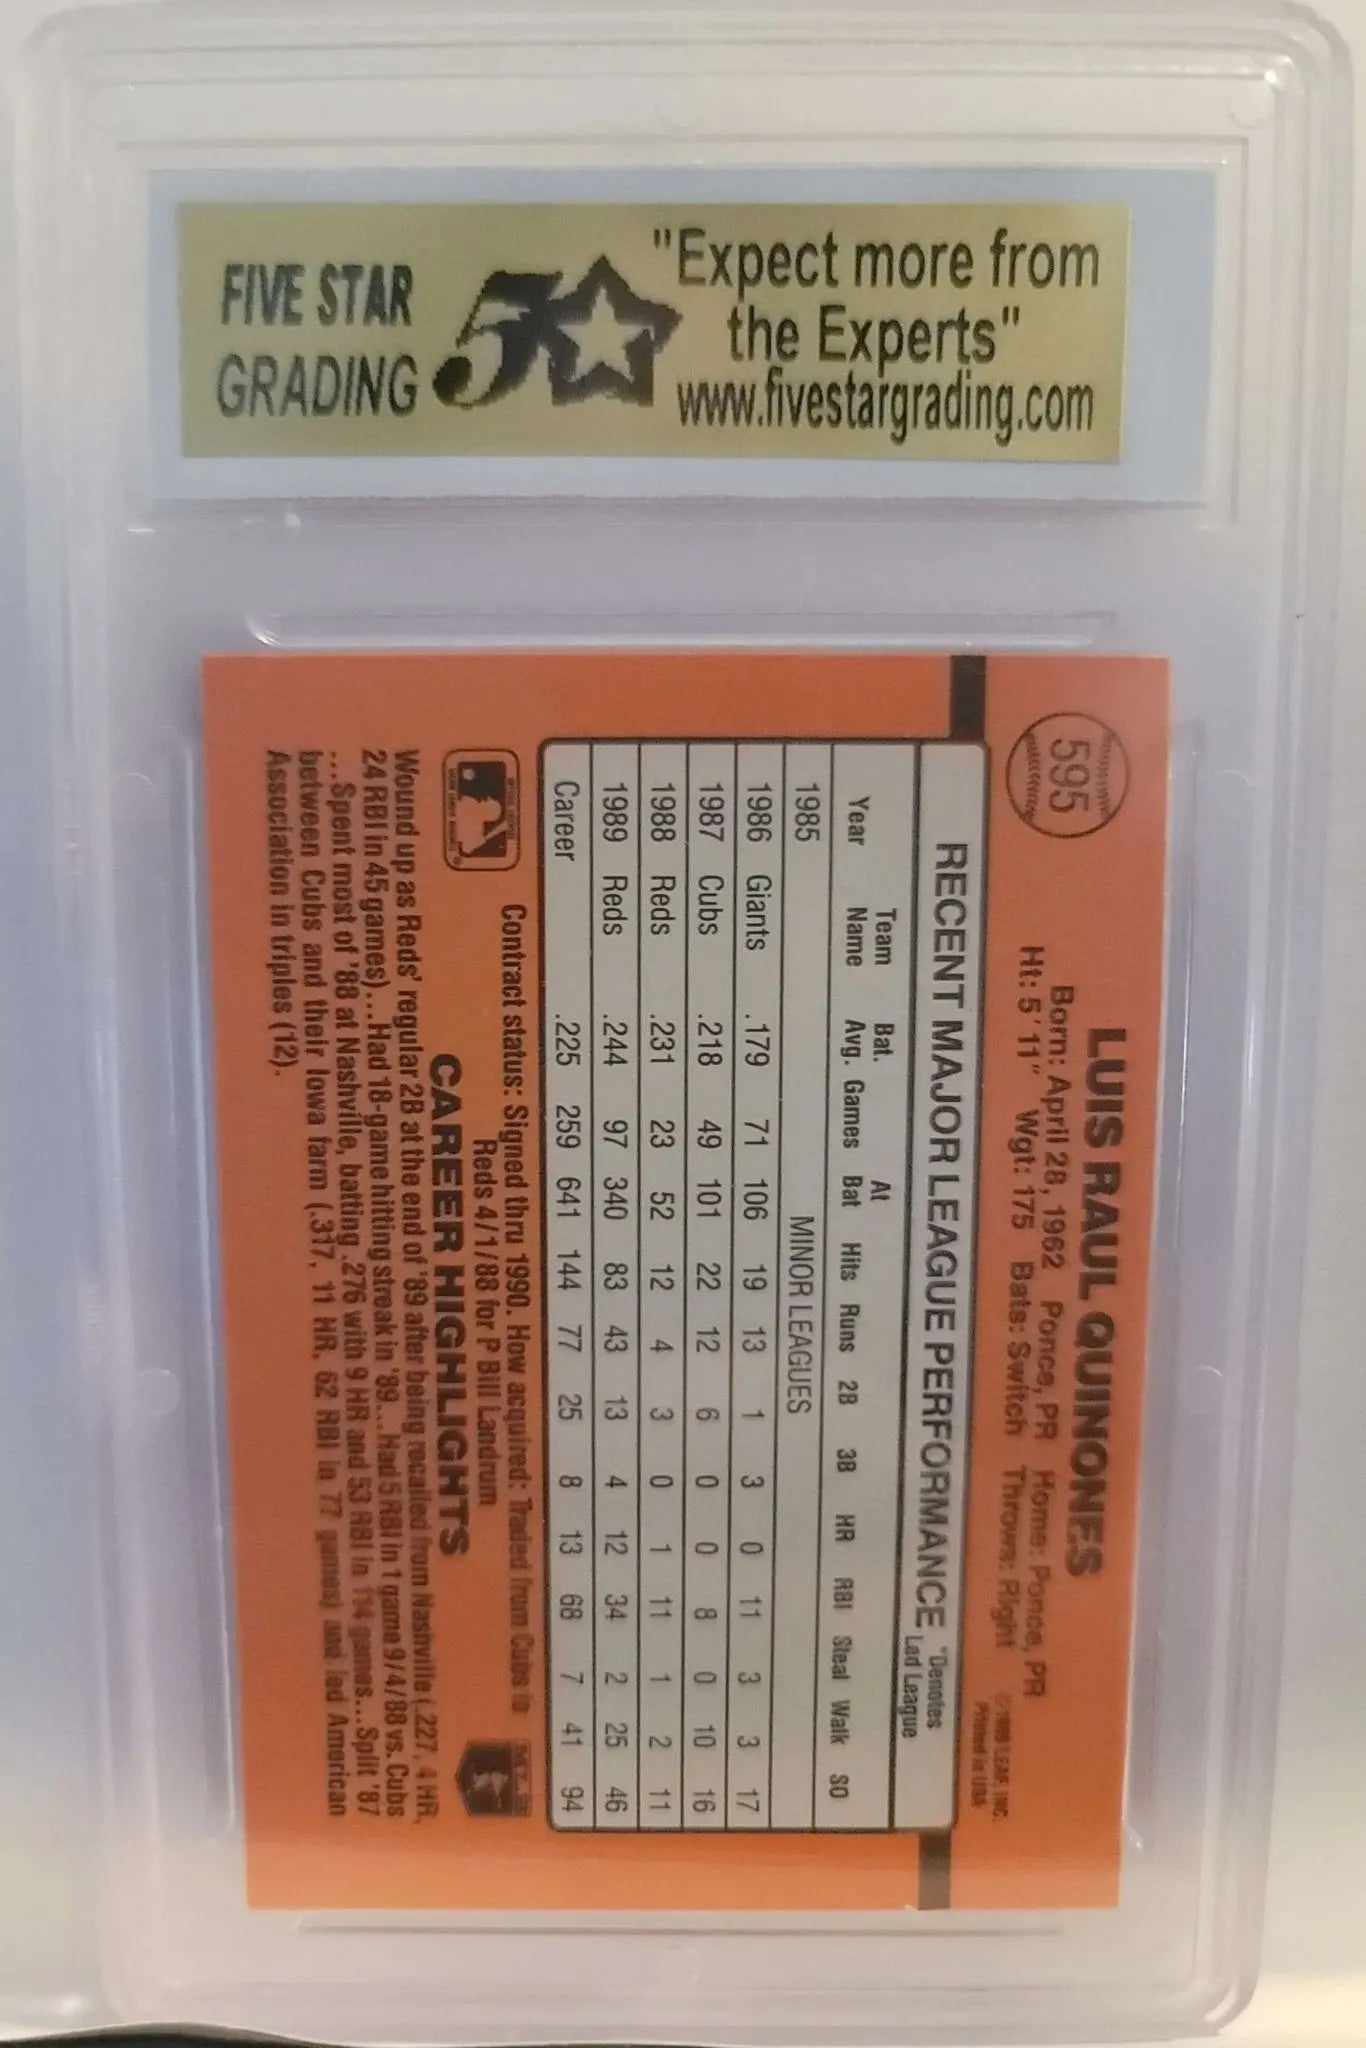 FIVE STAR
GRADING
5
"Expect more from
the Experts"
www.fivestargrading.com
595
LUIS RAUL QUINONES
Born: April 28, 1962 Ponce, PR Home: Ponce, PR
Ht: 5'11" Wgt: 175 Bats: Switch Throws: Right
LEAF, INC.
Printed in USA
RECENT MAJOR LEAGUE PERFORMANCE *Denotes Led League
Year Team Name Bat. Avg. Games At Bat Hits Runs 2B 3B HR RBI Steal Walk SO
1985 MINOR LEAGUES
1986 Giants .179 71 106 19 13 1 3 0 11 3 3 17
1987 Cubs .218 49 101 22 12 6 0 0 8 0 10 16
1988 Reds .231 23 52 12 4 3 0 1 11 1 2 11
1989 Reds .244 97 340 83 43 13 4 12 34 2 25 46
Career .225 259 641 144 77 25 8 13 68 7 41 94
Contract status: Signed thru 1990. How acquired: Traded from Cubs to
Reds 4/1/88 for P Bill Landrum
CAREER HIGHLIGHTS
Wound up as Reds' regular 2B at the end of '89 after being recalled from Nashville (.227, 4 HR,
24 RBI in 45 games)...Had 18-game hitting streak in '89...Had 5 RBI in 1 game 9/4/88 vs. Cubs
...Spent most of '88 at Nashville, batting .276 with 9 HR and 53 RBI in 114 games...Split '87
between Cubs and their Iowa farm (.317, 11 HR, 62 RBI in 77 games) and led American
Association in triples (12).